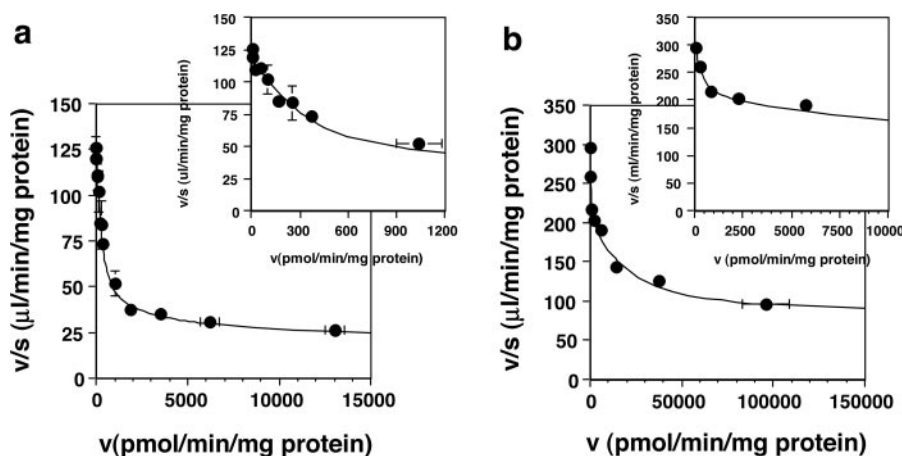 a
v/s (μl/min/mg protein)
150
125
100
75
50
25
0
0 5000 10000 15000
v(pmol/min/mg protein)
v/s (ul/min/mg protein)
150
125
100
75
50
25
0
0 300 600 900 1200
v(pmol/min/mg protein)
b
v/s (μl/min/mg protein)
350
300
250
200
150
100
50
0
0 50000 100000 150000
v (pmol/min/mg protein)
v/s (ml/min/mg protein)
350
300
250
200
150
100
50
0
0 2500 5000 7500 10000
v (pmol/min/mg protein)